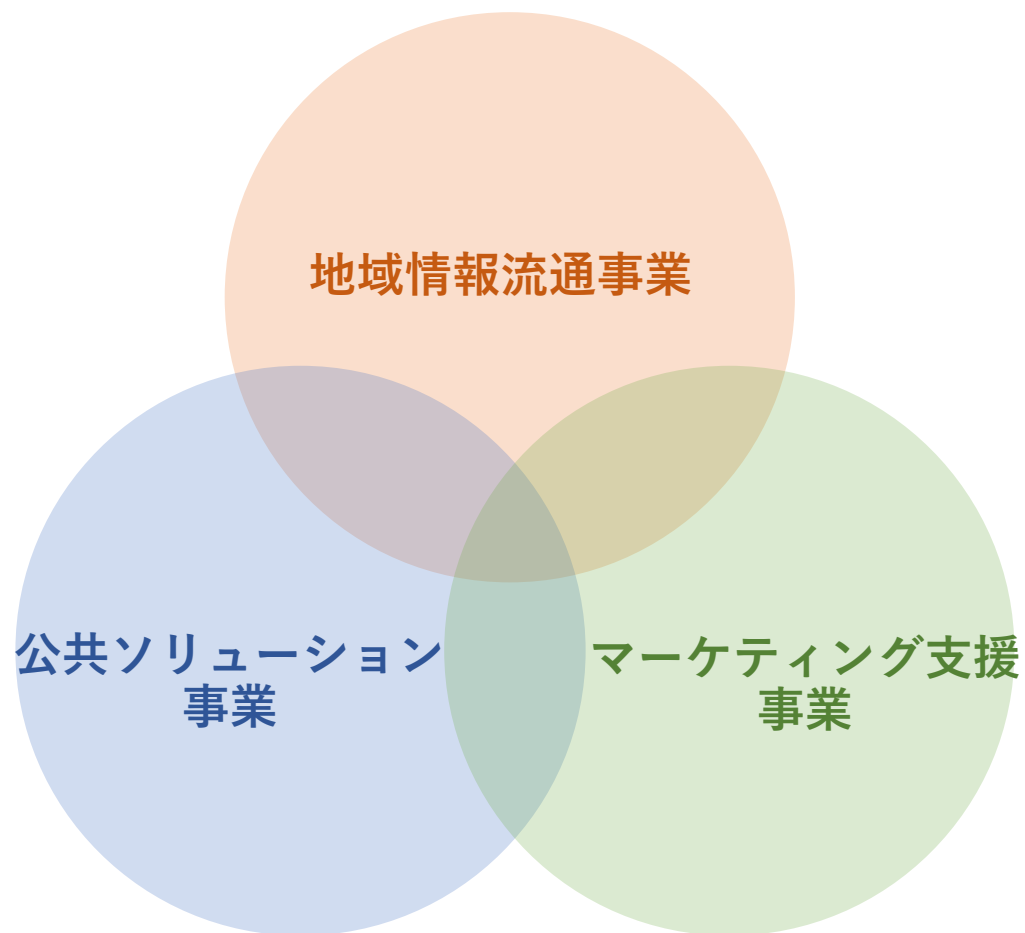 地域情報流通事業
公共ソリューション
事業
マーケティング支援
事業